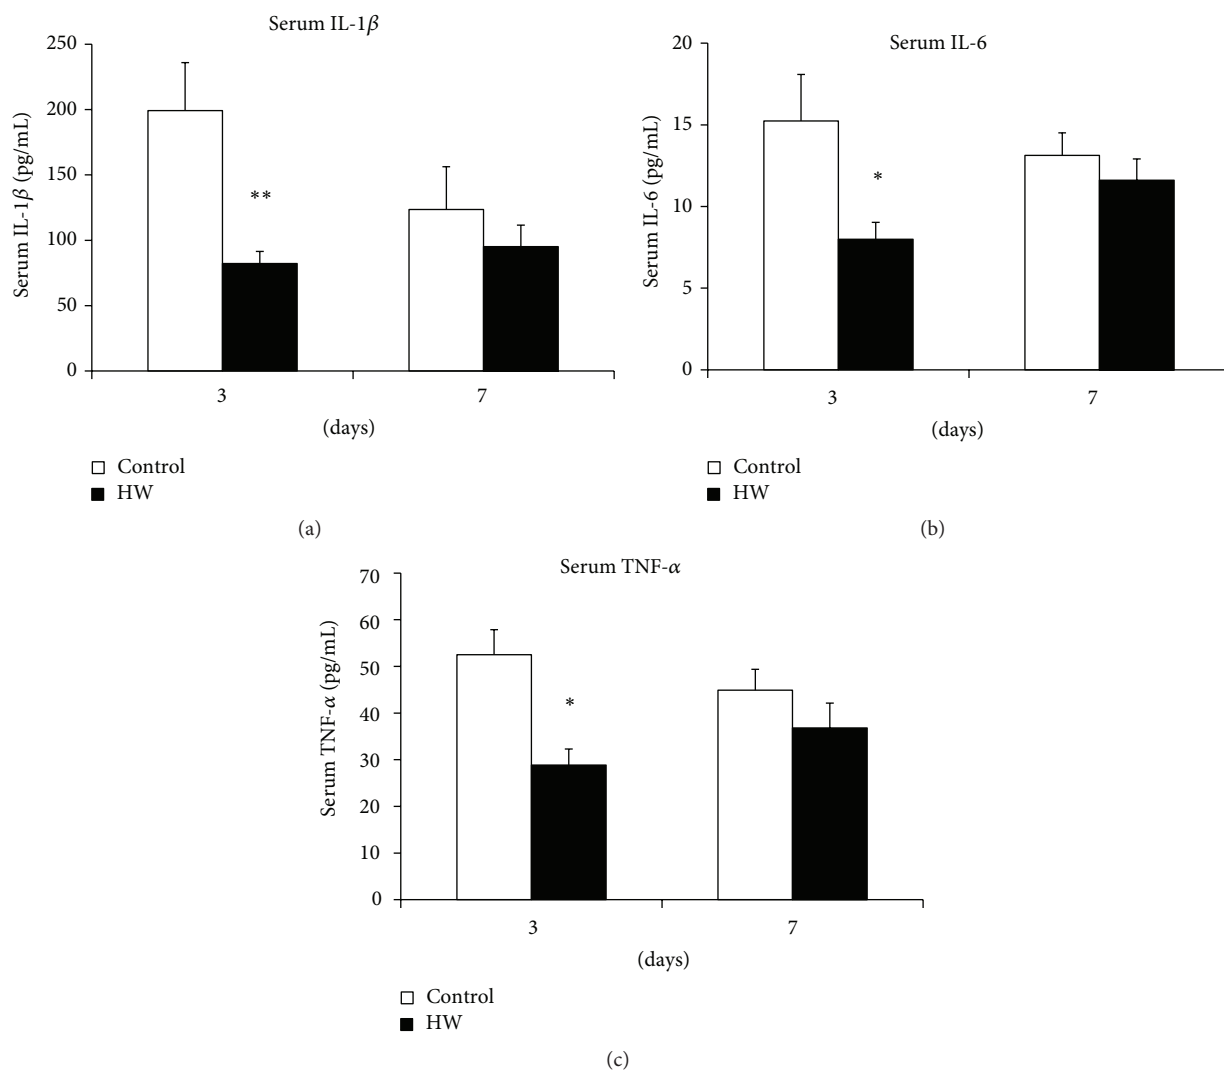 Serum IL-1β
Serum IL-1β (pg/mL)
250
200
150
100
50
0
**
3
7
(days)
Control
HW
(a)
Serum IL-6
Serum IL-6 (pg/mL)
20
15
10
5
0
*
3
7
(days)
Control
HW
(b)
Serum TNF-α
Serum TNF-α (pg/mL)
70
60
50
40
30
20
10
0
*
3
7
(days)
Control
HW
(c)